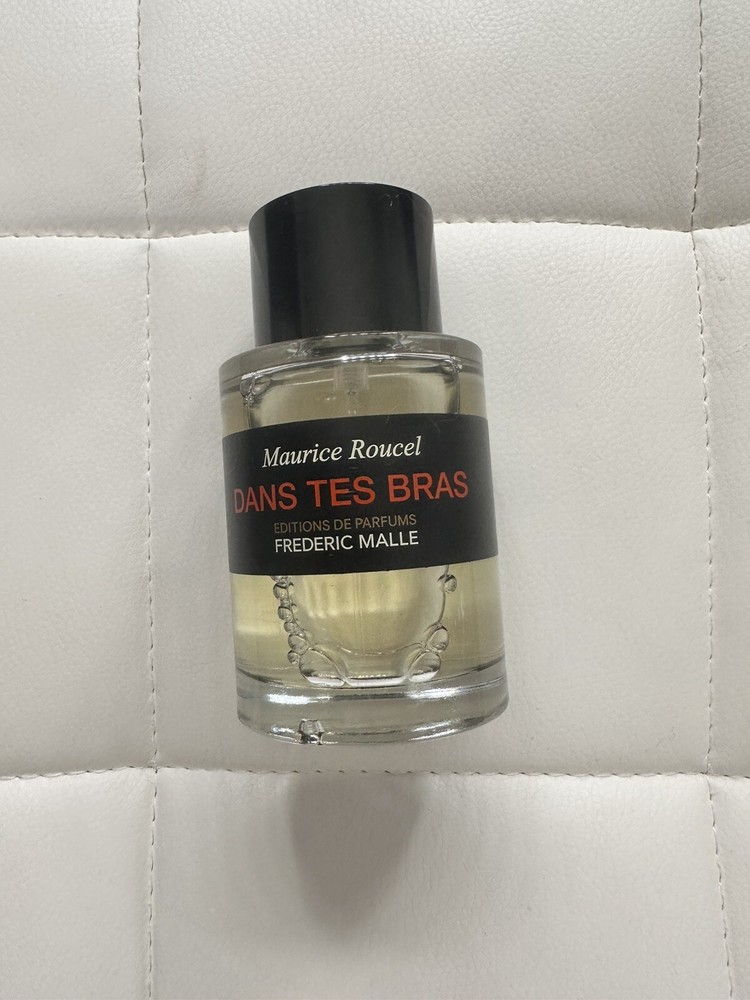 Maurice Roucel
DANS TES BRAS
EDITIONS DE PARFUMS
FREDERIC MALLE